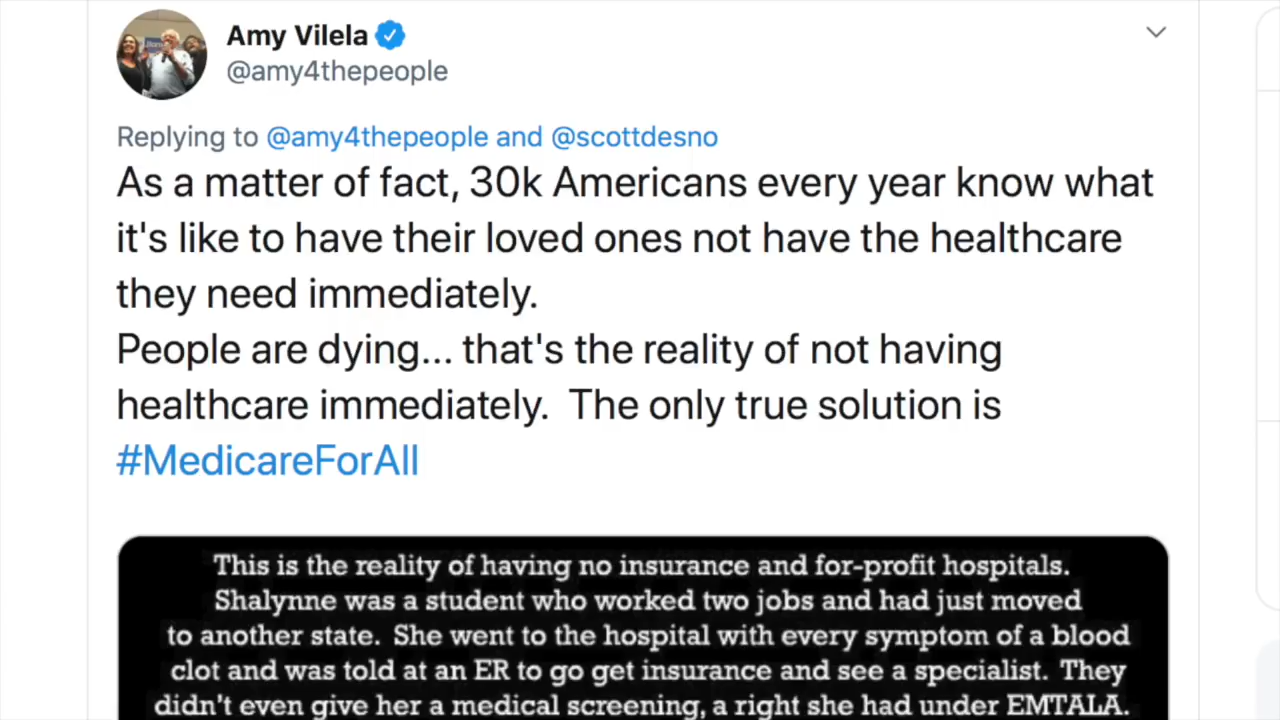 Amy Vilela
@amy4thepeople
Replying to @amy4thepeople and @scottdesno
As a matter of fact, 30k Americans every year know what
it's like to have their loved ones not have the healthcare
they need immediately.
People are dying... that's the reality of not having
healthcare immediately.  The only true solution is
#MedicareForAll
This is the reality of having no insurance and for-profit hospitals.
Shalynne was a student who worked two jobs and had just moved
to another state.  She went to the hospital with every symptom of a blood
clot and was told at an ER to go get insurance and see a specialist.  They
didn't even give her a medical screening, a right she had under EMTALA.